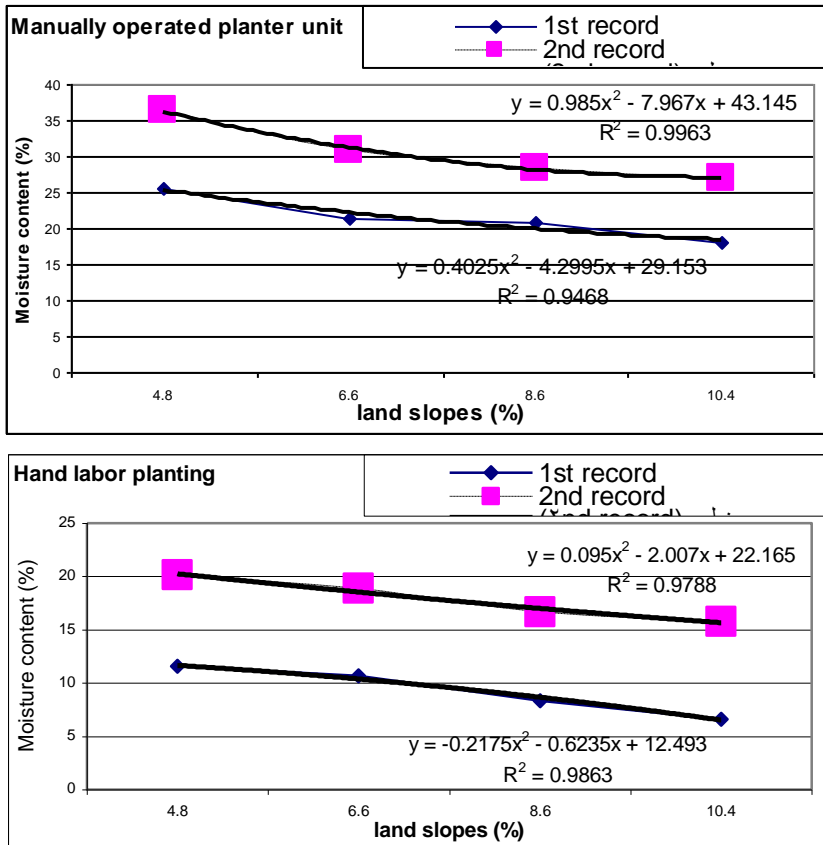 Manually operated planter unit
1st record
2nd record
40
35
30
25
20
15
10
5
0
Moisture content (%)
y = 0.985x² - 7.967x + 43.145
R² = 0.9963
y = 0.4025x² - 4.2995x + 29.153
R² = 0.9468
4.8 6.6 8.6 10.4
land slopes (%)
Hand labor planting
1st record
2nd record
(٢nd record)
25
20
15
10
5
0
Moisture content (%)
y = 0.095x² - 2.007x + 22.165
R² = 0.9788
y = -0.2175x² - 0.6235x + 12.493
R² = 0.9863
4.8 6.6 8.6 10.4
land slopes (%)